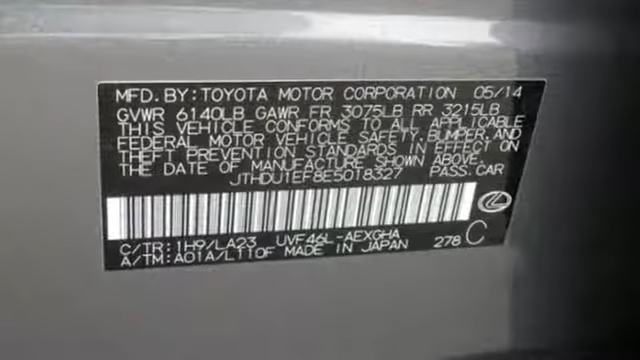 MFD. BY: TOYOTA MOTOR CORPORATION 05/14
GVWR 6140LB GAWR FR 3075LB RR 3215LB
THIS VEHICLE CONFORMS TO ALL APPLICABLE
FEDERAL MOTOR VEHICLE SAFETY, BUMPER, AND
THEFT PREVENTION STANDARDS IN EFFECT ON
THE DATE OF MANUFACTURE SHOWN ABOVE.
JTHDU1EF8E5018327 PASS. CAR
C/TR: 1H9/LA23 UVF46L-AEXGHA
A/TM: A01A/L110F MADE IN JAPAN 278 C